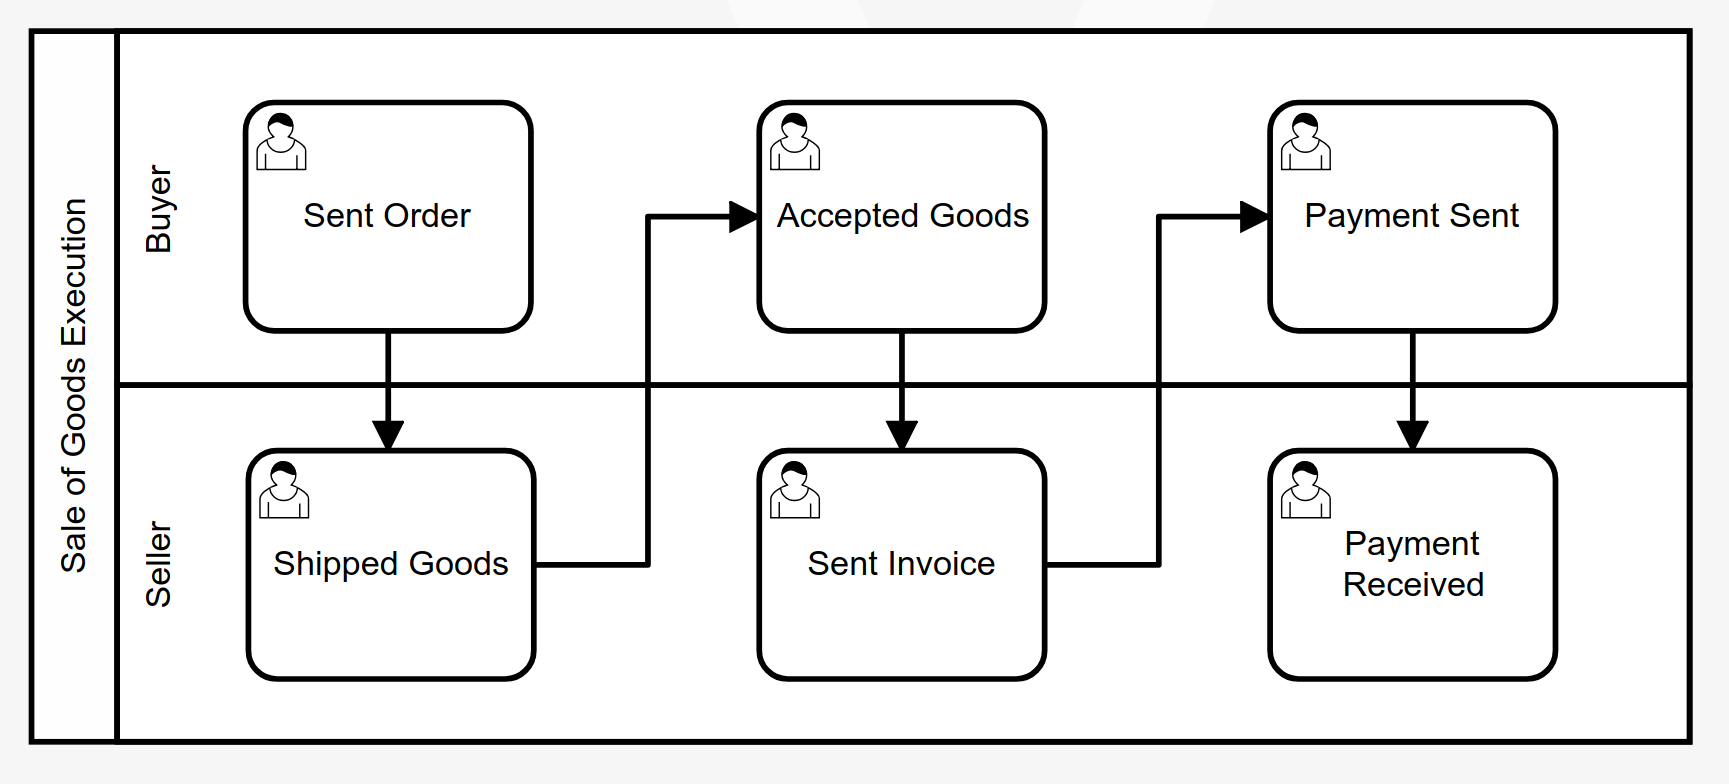 Sale of Goods Execution
Buyer
Sent Order
Accepted Goods
Payment Sent
Seller
Shipped Goods
Sent Invoice
Payment
Received